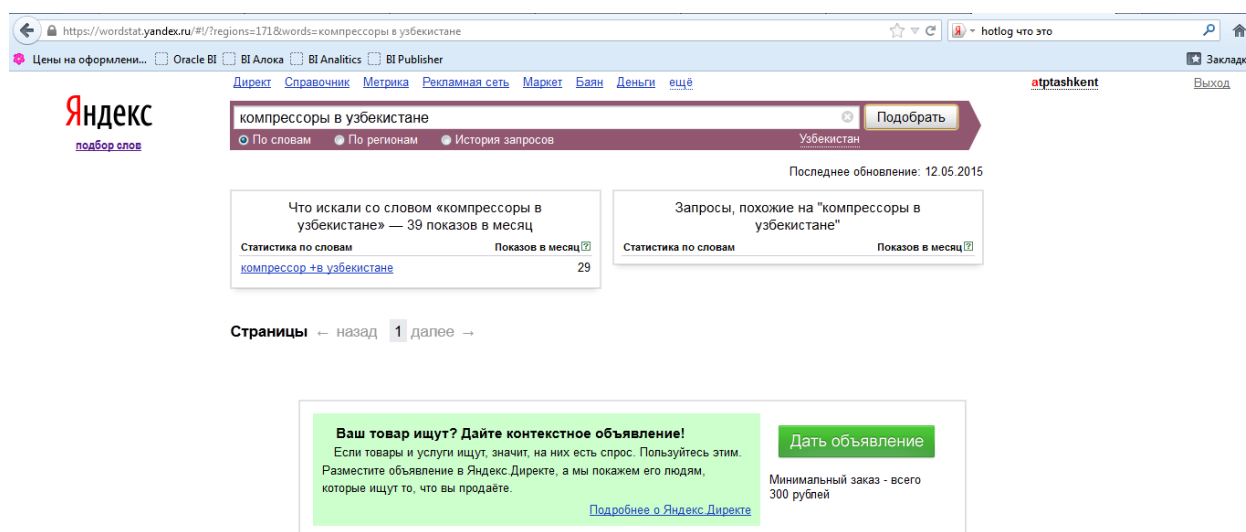 https://wordstat.yandex.ru/#!/?regions=171&words=компрессоры в узбекистане
hotlog что это
Цены на оформлени... Oracle BI BI Алока BI Analitics BI Publisher Закладк
Директ Справочник Метрика Рекламная сеть Маркет Баян Деньги ещё atptashkent Выход
Яндекс
подбор слов
компрессоры в узбекистане Подобрать
По словам По регионам История запросов Узбекистан
Последнее обновление: 12.05.2015
Что искали со словом «компрессоры в
узбекистане» — 39 показов в месяц
Статистика по словам Показов в месяц ?
компрессор +в узбекистане 29
Запросы, похожие на "компрессоры в
узбекистане"
Статистика по словам Показов в месяц ?
Страницы ← назад 1 далее →
Ваш товар ищут? Дайте контекстное объявление!
Если товары и услуги ищут, значит, на них есть спрос. Пользуйтесь этим.
Разместите объявление в Яндекс.Директе, а мы покажем его людям,
которые ищут то, что вы продаёте.
Подробнее о Яндекс.Директе
Дать объявление
Минимальный заказ - всего
300 рублей